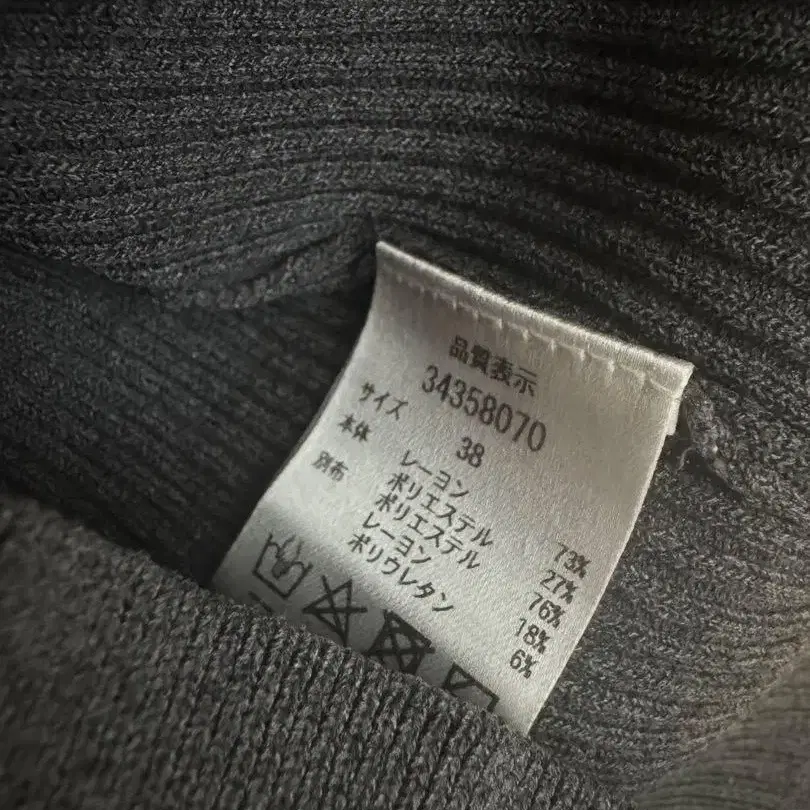 品質表示
34358070
サイズ 38
本体 レーヨン 73%
ポリエステル 27%
別布 ポリエステル 76%
レーヨン 18%
ポリウレタン 6%